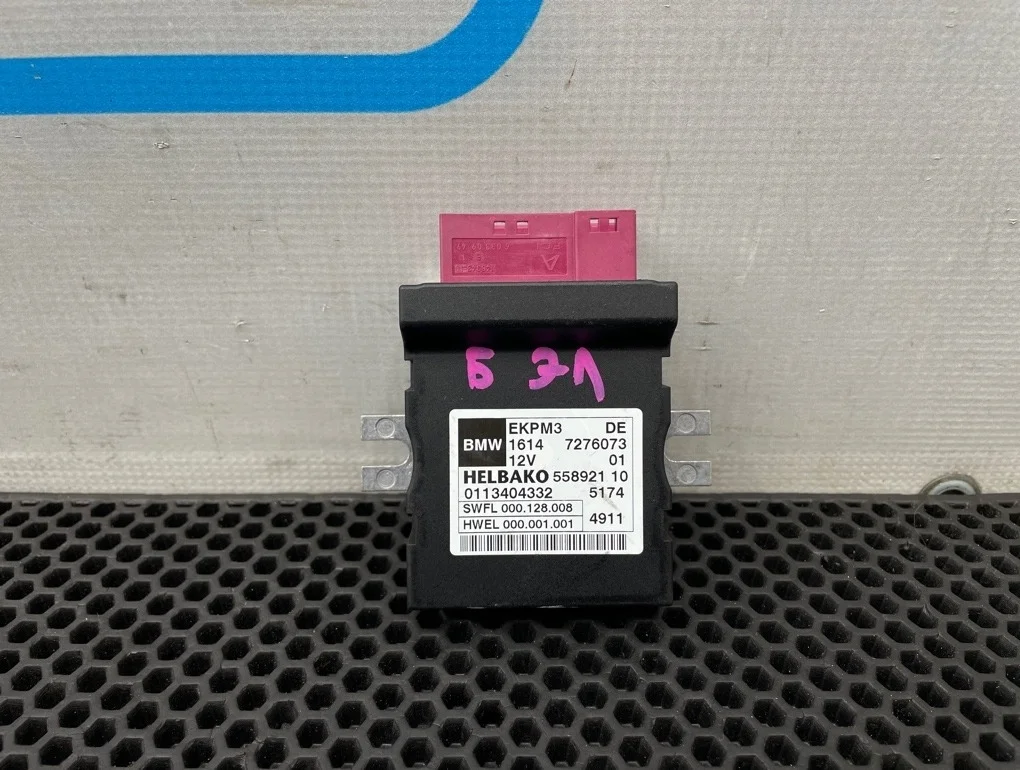 A
Б ЭЛ
BMW
EKPM3 DE
1614 7276073
12V 01
HELBAKO 558921 10
0113404332 5174
SWFL 000.128.008
HWEL 000.001.001 4911